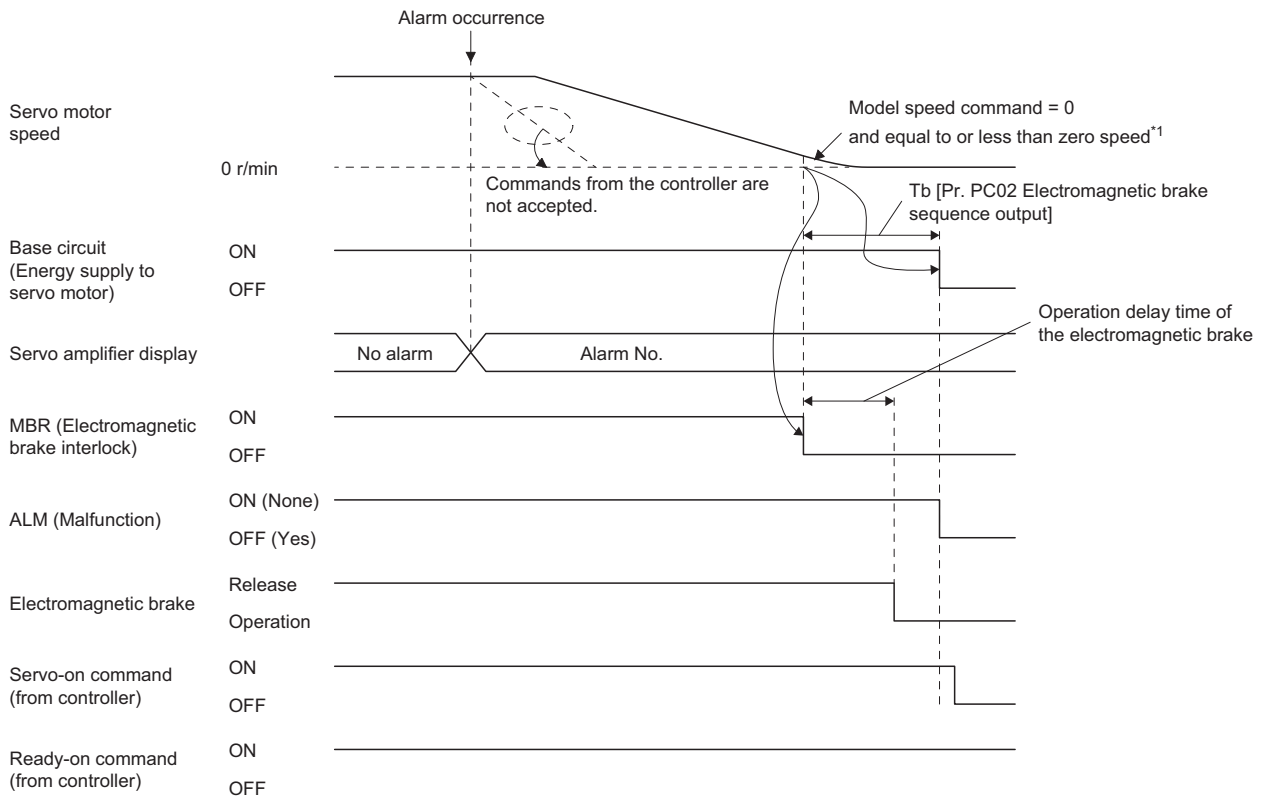 Alarm occurrence
Servo motor
speed
0 r/min
Model speed command = 0
and equal to or less than zero speed*1
Commands from the controller are
not accepted.
Tb [Pr. PC02 Electromagnetic brake
sequence output]
Base circuit
(Energy supply to
servo motor)
ON
OFF
Operation delay time of
the electromagnetic brake
Servo amplifier display
No alarm
Alarm No.
MBR (Electromagnetic
brake interlock)
ON
OFF
ALM (Malfunction)
ON (None)
OFF (Yes)
Electromagnetic brake
Release
Operation
Servo-on command
(from controller)
ON
OFF
Ready-on command
(from controller)
ON
OFF